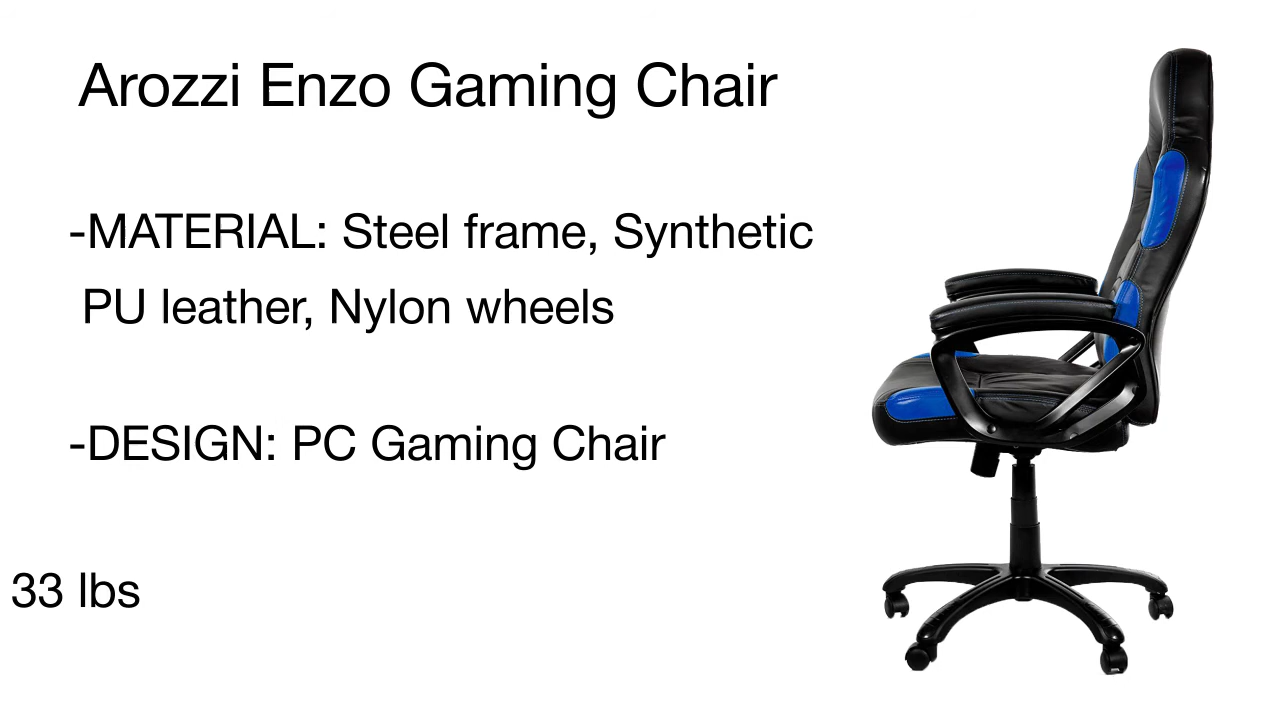 Arozzi Enzo Gaming Chair
-MATERIAL: Steel frame, Synthetic
PU leather, Nylon wheels
-DESIGN: PC Gaming Chair
33 lbs